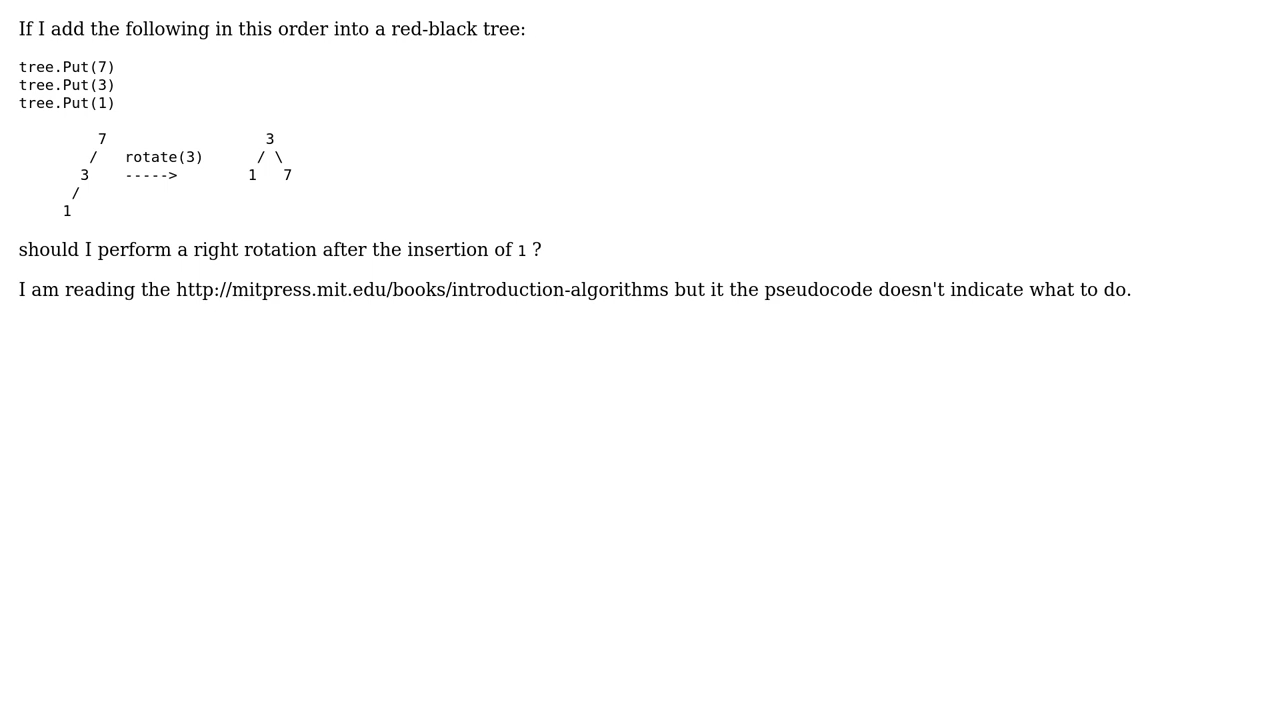 If I add the following in this order into a red-black tree:
tree.Put(7)
tree.Put(3)
tree.Put(1)
         7                  3
        /   rotate(3)      / \
       3    ----->        1   7
      /
     1
should I perform a right rotation after the insertion of 1 ?
I am reading the http://mitpress.mit.edu/books/introduction-algorithms but it the pseudocode doesn't indicate what to do.